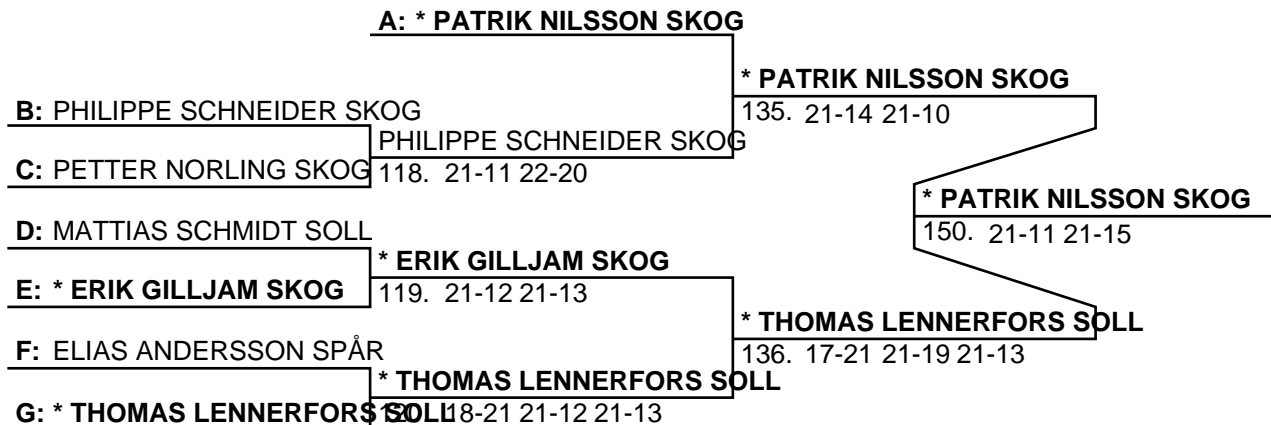 A: * PATRIK NILSSON SKOG
* PATRIK NILSSON SKOG
B: PHILIPPE SCHNEIDER SKOG
135. 21-14 21-10
PHILIPPE SCHNEIDER SKOG
C: PETTER NORLING SKOG
118. 21-11 22-20
* PATRIK NILSSON SKOG
D: MATTIAS SCHMIDT SOLL
150. 21-11 21-15
* ERIK GILLJAM SKOG
E: * ERIK GILLJAM SKOG
119. 21-12 21-13
* THOMAS LENNERFORS SOLL
F: ELIAS ANDERSSON SPÅR
136. 17-21 21-19 21-13
* THOMAS LENNERFORS SOLL
G: * THOMAS LENNERFORS SOLL
18-21 21-12 21-13